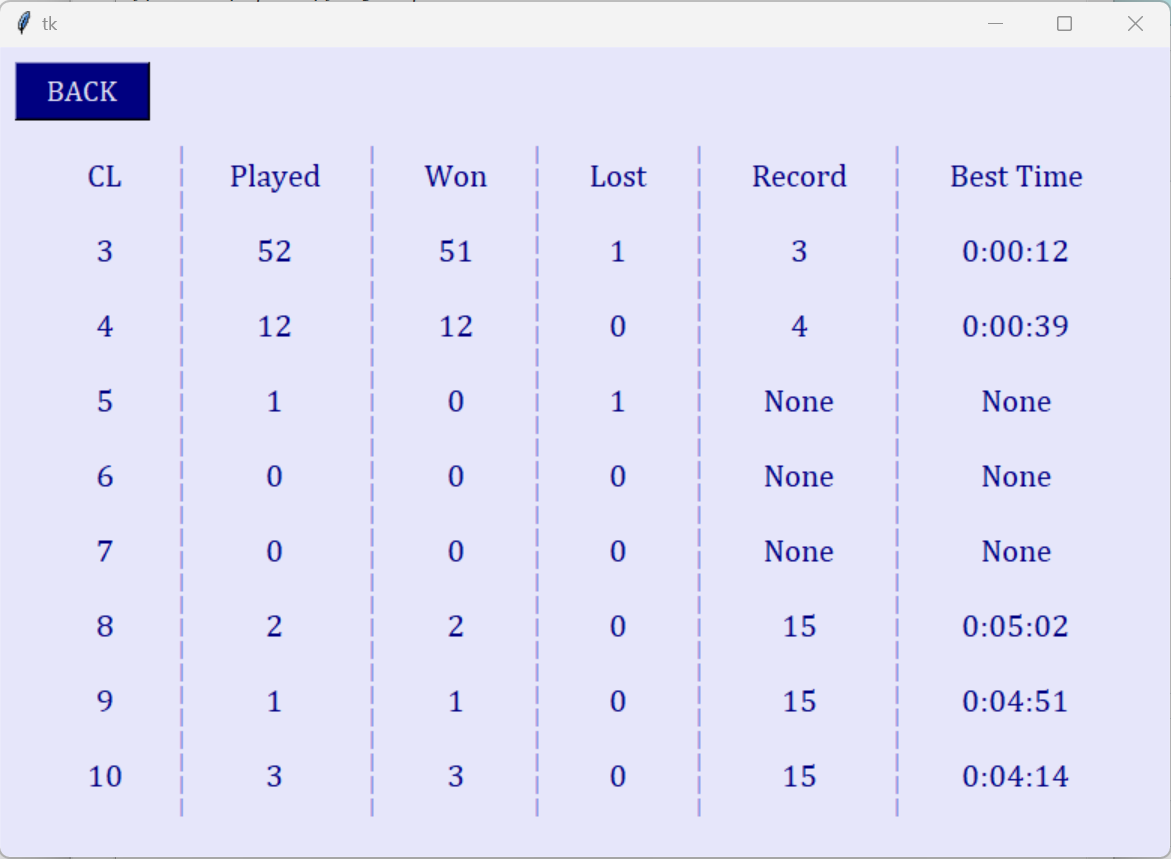 tk
BACK
CL Played Won Lost Record Best Time
3 52 51 1 3 0:00:12
4 12 12 0 4 0:00:39
5 1 0 1 None None
6 0 0 0 None None
7 0 0 0 None None
8 2 2 0 15 0:05:02
9 1 1 0 15 0:04:51
10 3 3 0 15 0:04:14